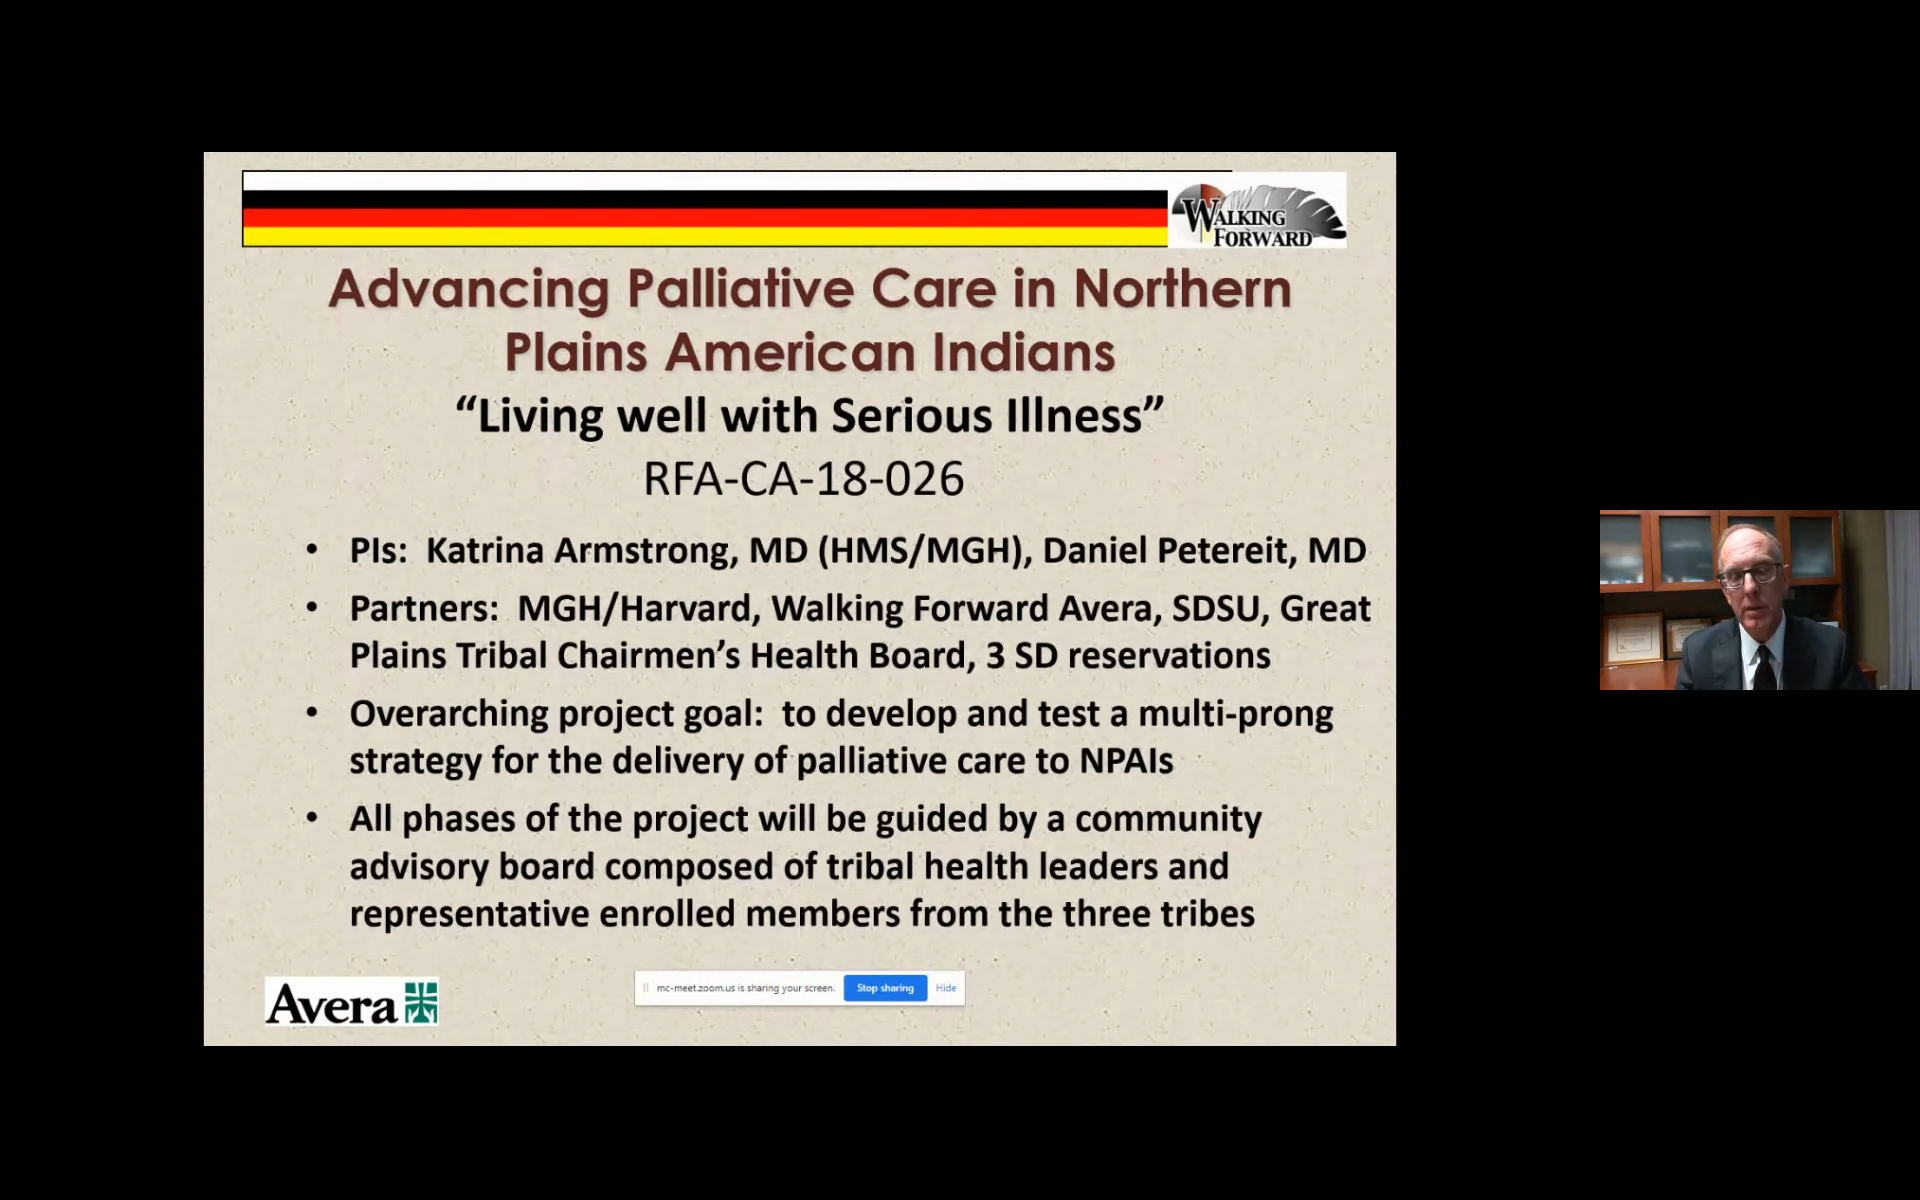 WALKING
FORWARD
Advancing Palliative Care in Northern
Plains American Indians
“Living well with Serious Illness”
RFA-CA-18-026
• PIs: Katrina Armstrong, MD (HMS/MGH), Daniel Petereit, MD
• Partners: MGH/Harvard, Walking Forward Avera, SDSU, Great
Plains Tribal Chairmen’s Health Board, 3 SD reservations
• Overarching project goal: to develop and test a multi-prong
strategy for the delivery of palliative care to NPAIs
• All phases of the project will be guided by a community
advisory board composed of tribal health leaders and
representative enrolled members from the three tribes
Avera
mc-meet.zoom.us is sharing your screen. Stop sharing Hide